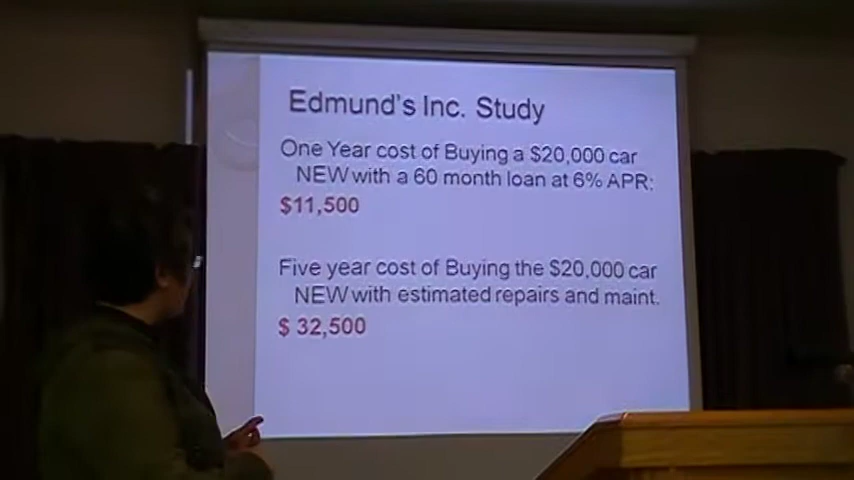 Edmund's Inc. Study
One Year cost of Buying a $20,000 car
NEW with a 60 month loan at 6% APR:
$11,500
Five year cost of Buying the $20,000 car
NEW with estimated repairs and maint.
$ 32,500